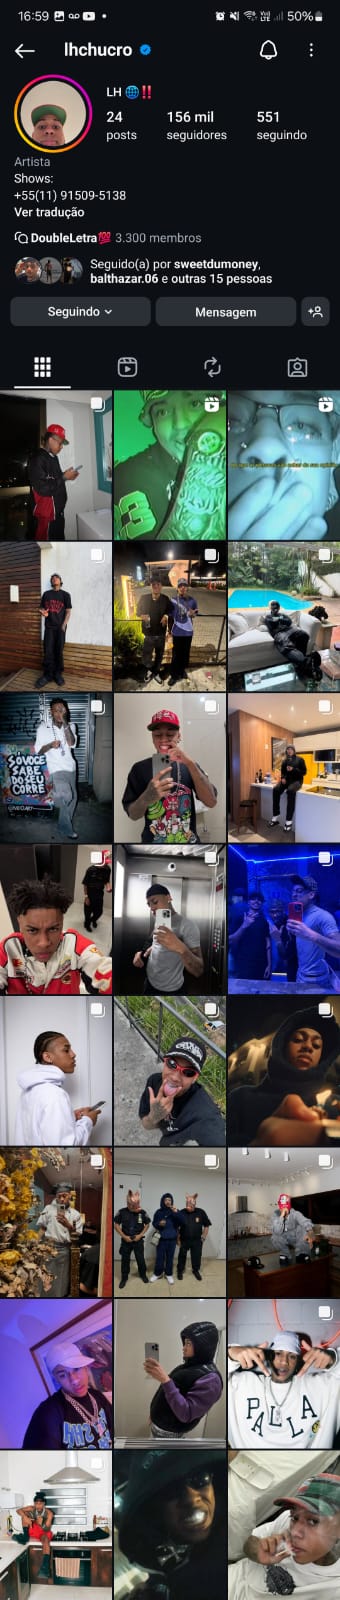 16:59
50%
lhchucro
LH 🌐‼️
24
156 mil
551
posts
seguidores
seguindo
Artista
Shows:
+55(11) 91509-5138
Ver tradução
DoubleLetra💯 3.300 membros
Seguido(a) por sweetdumoney,
balthazar.06 e outras 15 pessoas
Seguindo
Mensagem
3
SÓ VOCÊ
SABE
DO SEU
CORRE
PALLA